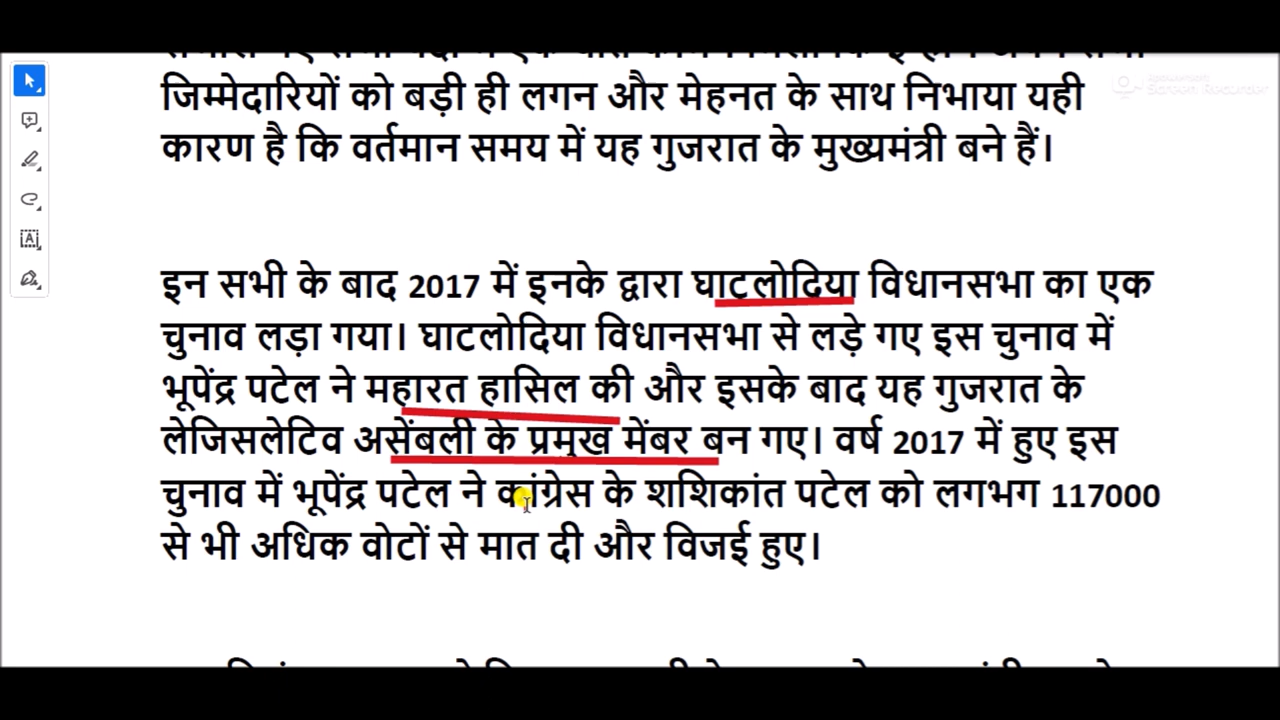 जिम्मेदारियों को बड़ी ही लगन और मेहनत के साथ निभाया यही
कारण है कि वर्तमान समय में यह गुजरात के मुख्यमंत्री बने हैं।
इन सभी के बाद 2017 में इनके द्वारा घाटलोदिया विधानसभा का एक
चुनाव लड़ा गया। घाटलोदिया विधानसभा से लड़े गए इस चुनाव में
भूपेंद्र पटेल ने महारत हासिल की और इसके बाद यह गुजरात के
लेजिसलेटिव असेंबली के प्रमुख मेंबर बन गए। वर्ष 2017 में हुए इस
चुनाव में भूपेंद्र पटेल ने कांग्रेस के शशिकांत पटेल को लगभग 117000
से भी अधिक वोटों से मात दी और विजई हुए।
Screen Recorder